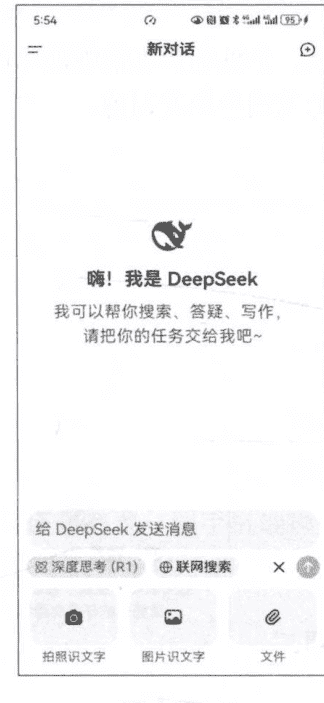 5:54
95
新对话
嗨！我是 DeepSeek
我可以帮你搜索、答疑、写作，
请把你的任务交给我吧~
给 DeepSeek 发送消息
深度思考 (R1) 联网搜索
拍照识文字 图片识文字 文件